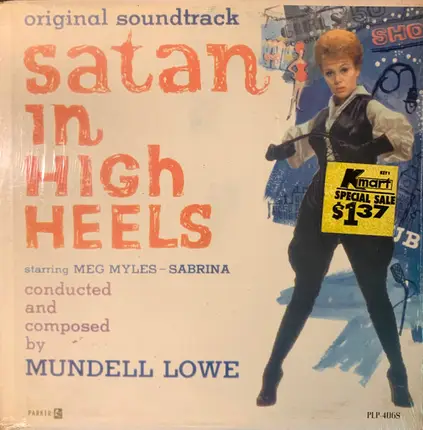 original soundtrack
satan
in
HIGH
HEELS
starring MEG MYLES - SABRINA
conducted
and
composed
by
MUNDELL LOWE
PARKER
PLP-406S
GIRLS
SHO
UB
Kmart
SPECIAL SALE
$1.37